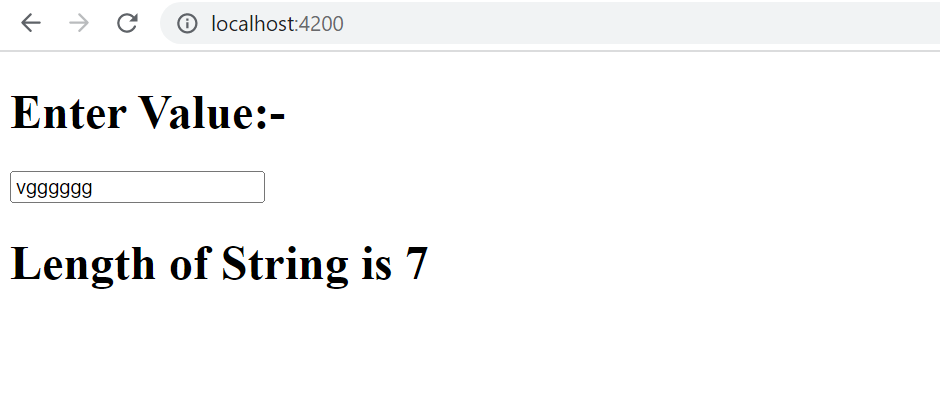 localhost:4200
Enter Value:-
vgggggg
Length of String is 7